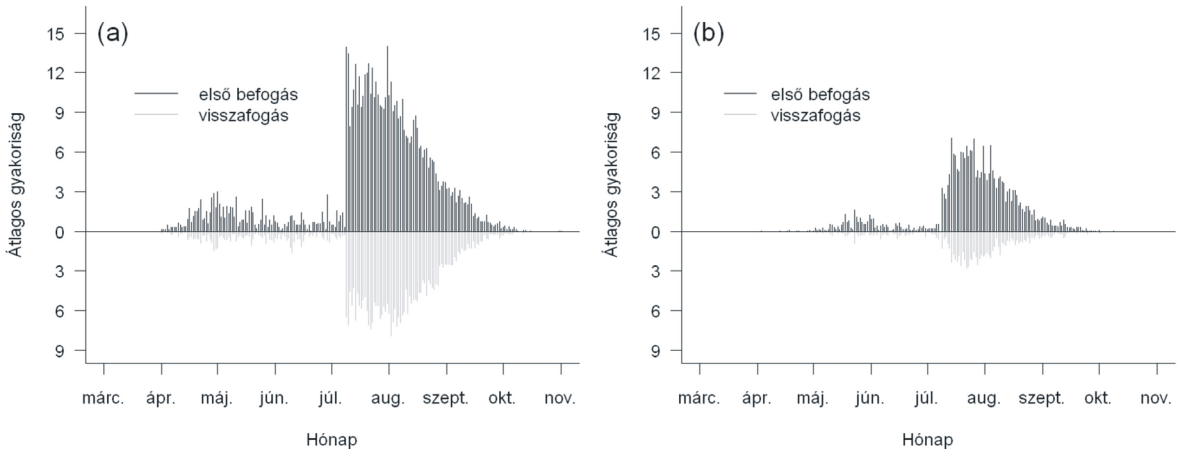 (a)
15
12
9
6
3
0
3
6
9
Átlagos gyakoriság
első befogás
visszafogás
márc. ápr. máj. jún. júl. aug. szept. okt. nov.
Hónap
(b)
15
12
9
6
3
0
3
6
9
Átlagos gyakoriság
első befogás
visszafogás
márc. ápr. máj. jún. júl. aug. szept. okt. nov.
Hónap